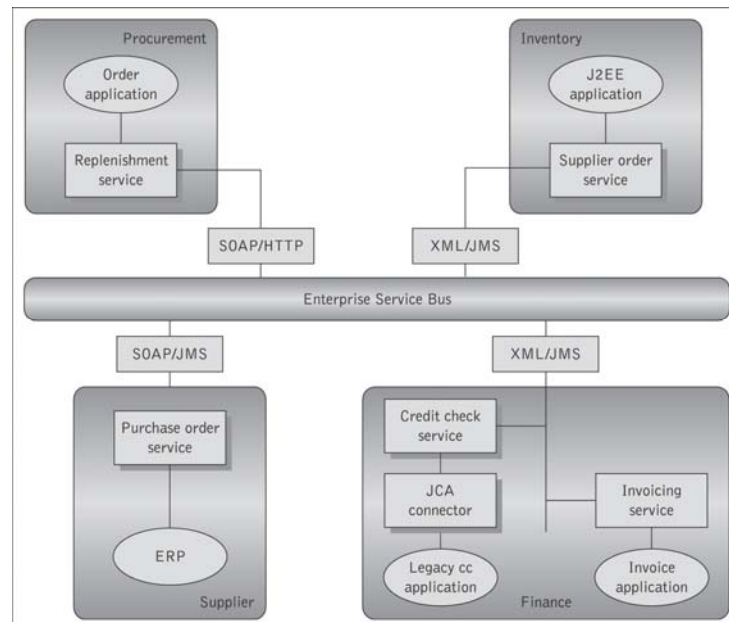 Procurement
Order
application
Replenishment
service
Inventory
J2EE
application
Supplier order
service
SOAP/HTTP
XML/JMS
Enterprise Service Bus
SOAP/JMS
XML/JMS
Purchase order
service
ERP
Supplier
Credit check
service
JCA
connector
Legacy cc
application
Invoicing
service
Invoice
application
Finance